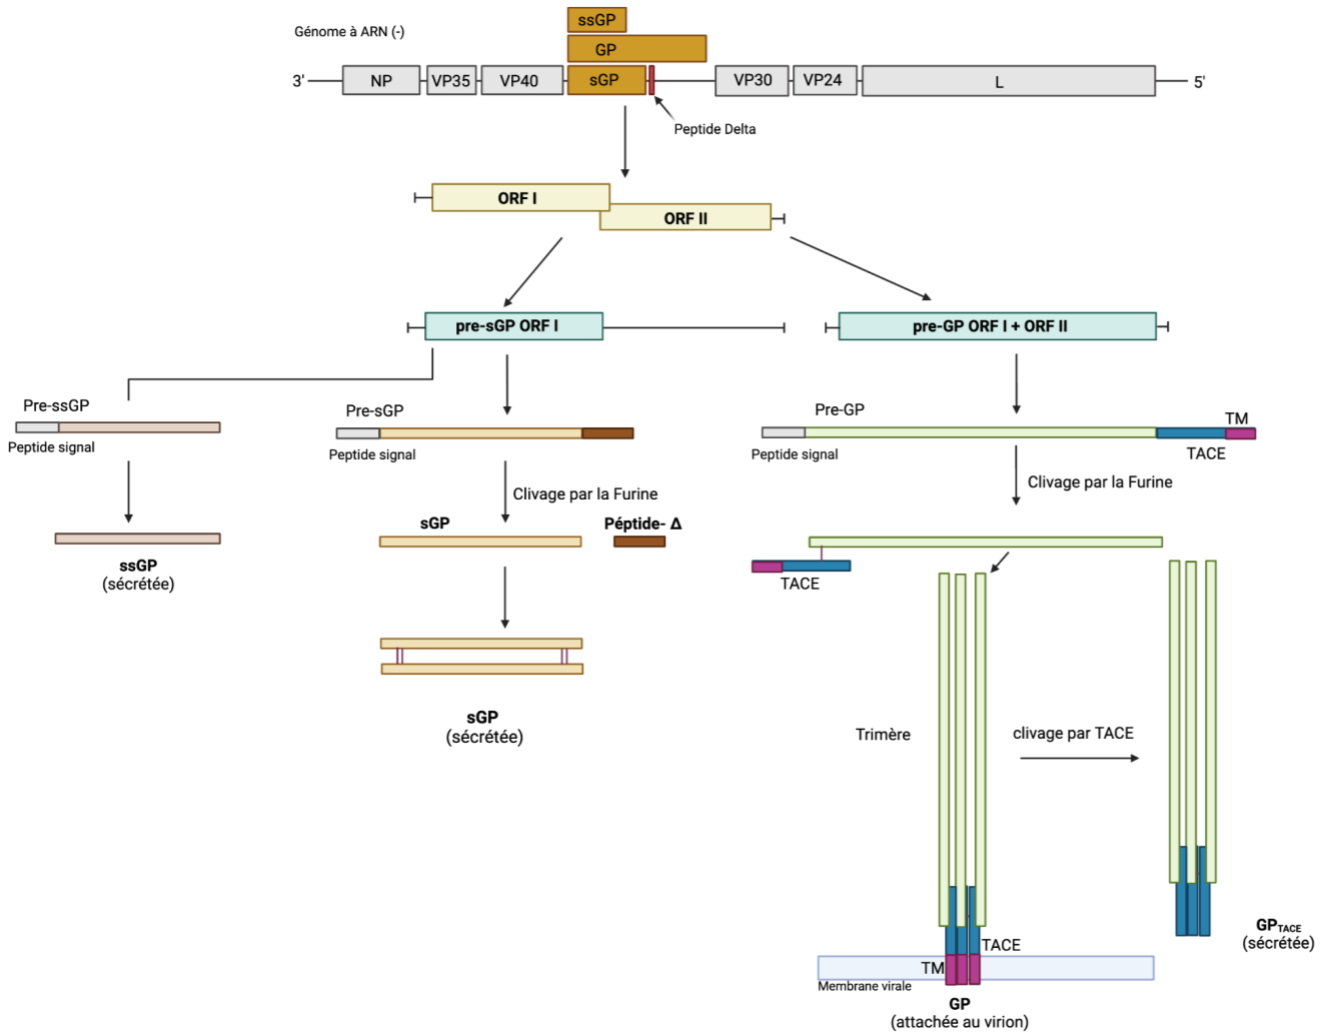 ssGP
Génome à ARN (-)
GP
3'
NP
VP35
VP40
sGP
VP30
VP24
L
5'
Peptide Delta
ORF I
ORF II
pre-sGP ORF I
pre-GP ORF I + ORF II
Pre-ssGP
Peptide signal
Pre-sGP
Peptide signal
Pre-GP
TM
Peptide signal
TACE
Clivage par la Furine
Clivage par la Furine
sGP
Péptide- Δ
ssGP
(sécrétée)
TACE
sGP
(sécrétée)
Trimère
clivage par TACE
TACE
TM
Membrane virale
GP
(attachée au virion)
GPTACE
(sécrétée)